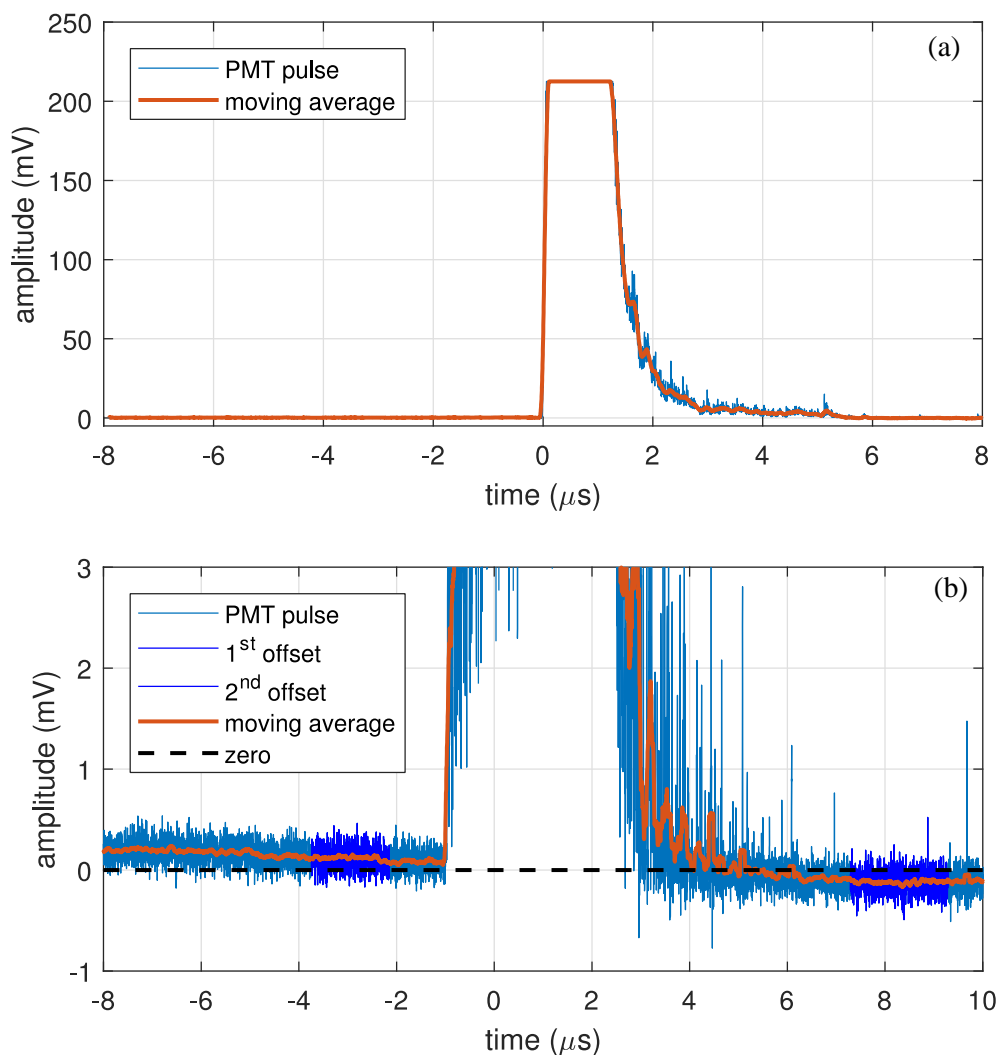 250
200
150
100
50
0
amplitude (mV)
(a)
PMT pulse
moving average
-8 -6 -4 -2 0 2 4 6 8
time (μs)
3
2
1
0
-1
amplitude (mV)
(b)
PMT pulse
1st offset
2nd offset
moving average
zero
-8 -6 -4 -2 0 2 4 6 8 10
time (μs)